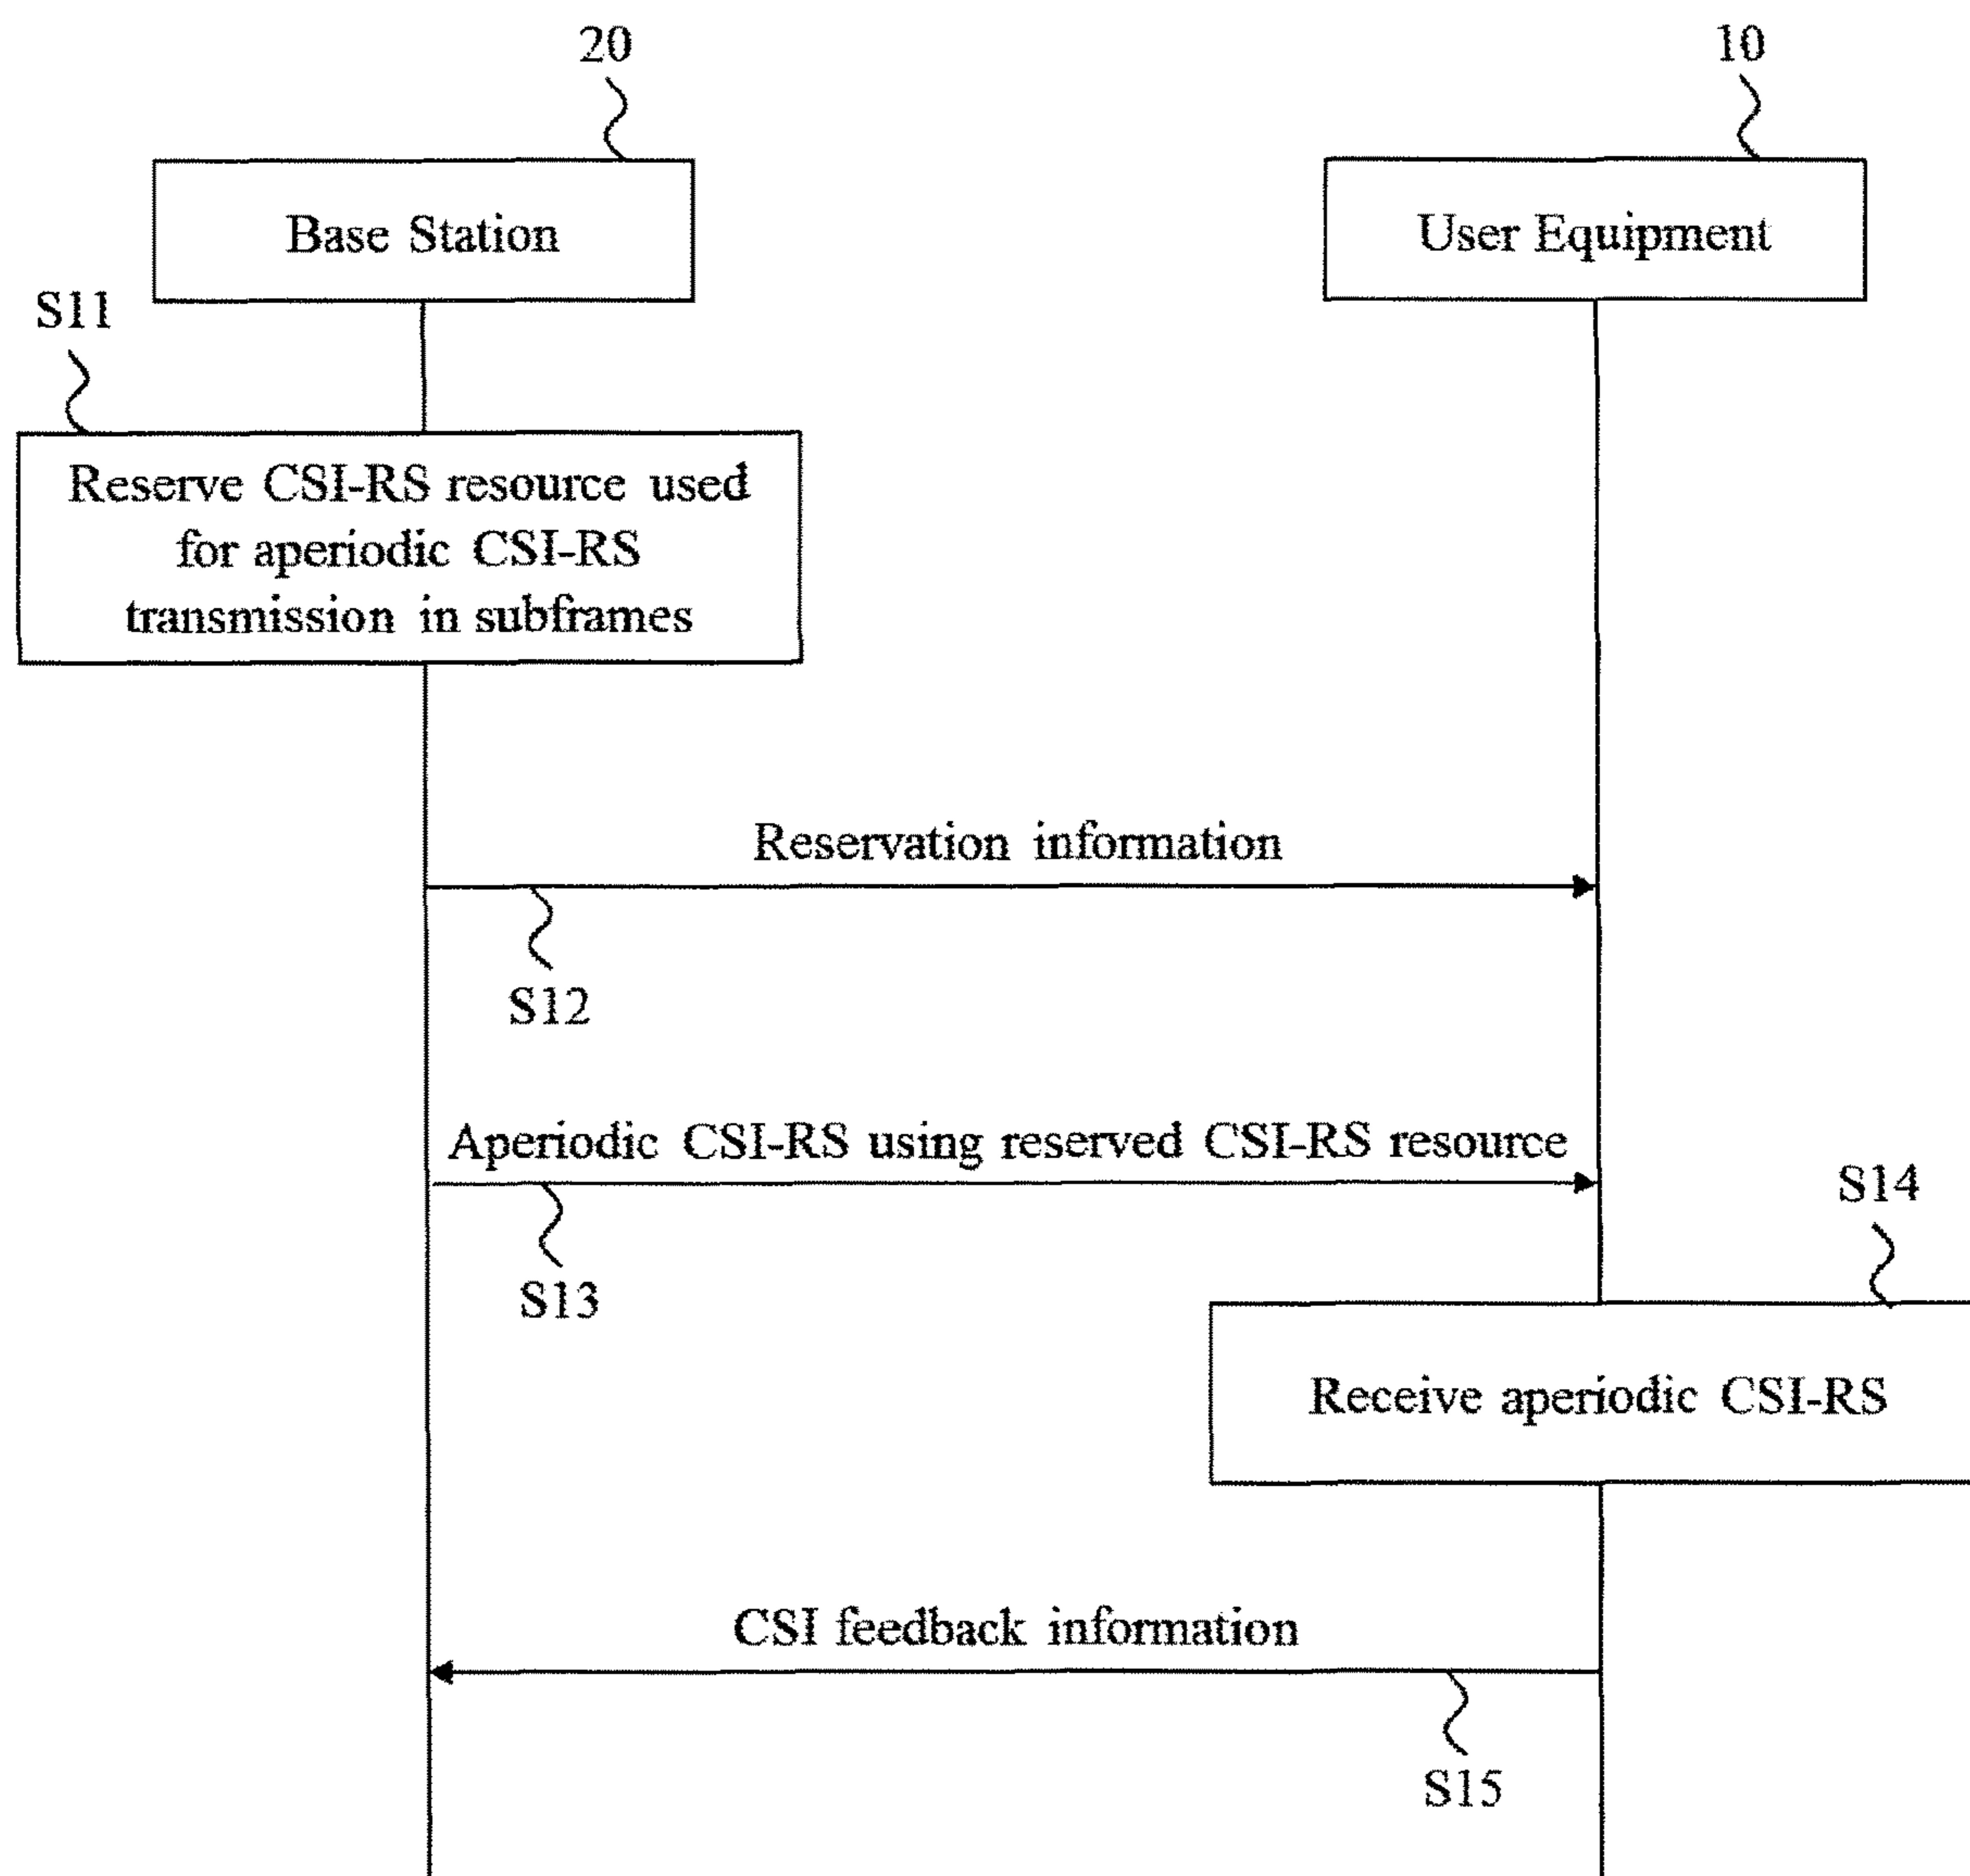 20
10
Base Station
User Equipment
S11
Reserve CSI-RS resource used
for aperiodic CSI-RS
transmission in subframes
Reservation information
S12
Aperiodic CSI-RS using reserved CSI-RS resource
S13
S14
Receive aperiodic CSI-RS
CSI feedback information
S15